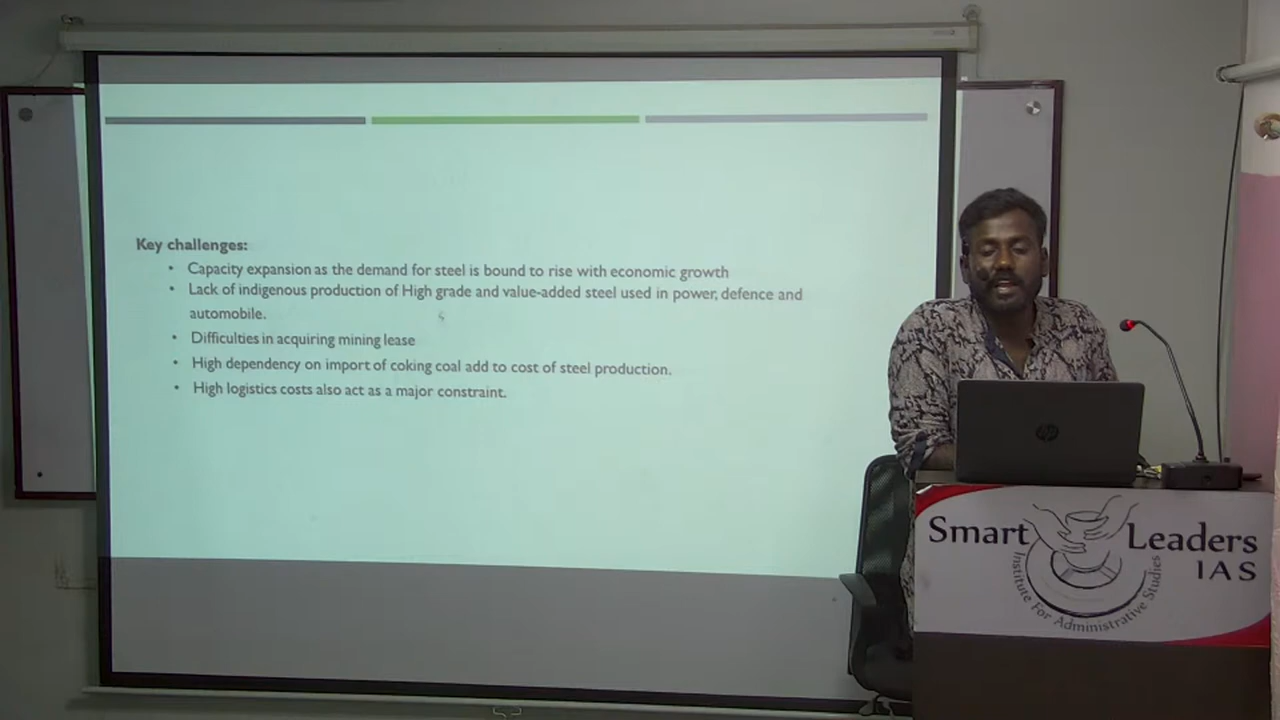 Key challenges:
• Capacity expansion as the demand for steel is bound to rise with economic growth
• Lack of indigenous production of High grade and value-added steel used in power, defence and
automobile.
• Difficulties in acquiring mining lease
• High dependency on import of coking coal add to cost of steel production.
• High logistics costs also act as a major constraint.
hp
Smart Leaders
IAS
Institute For Administrative Studies